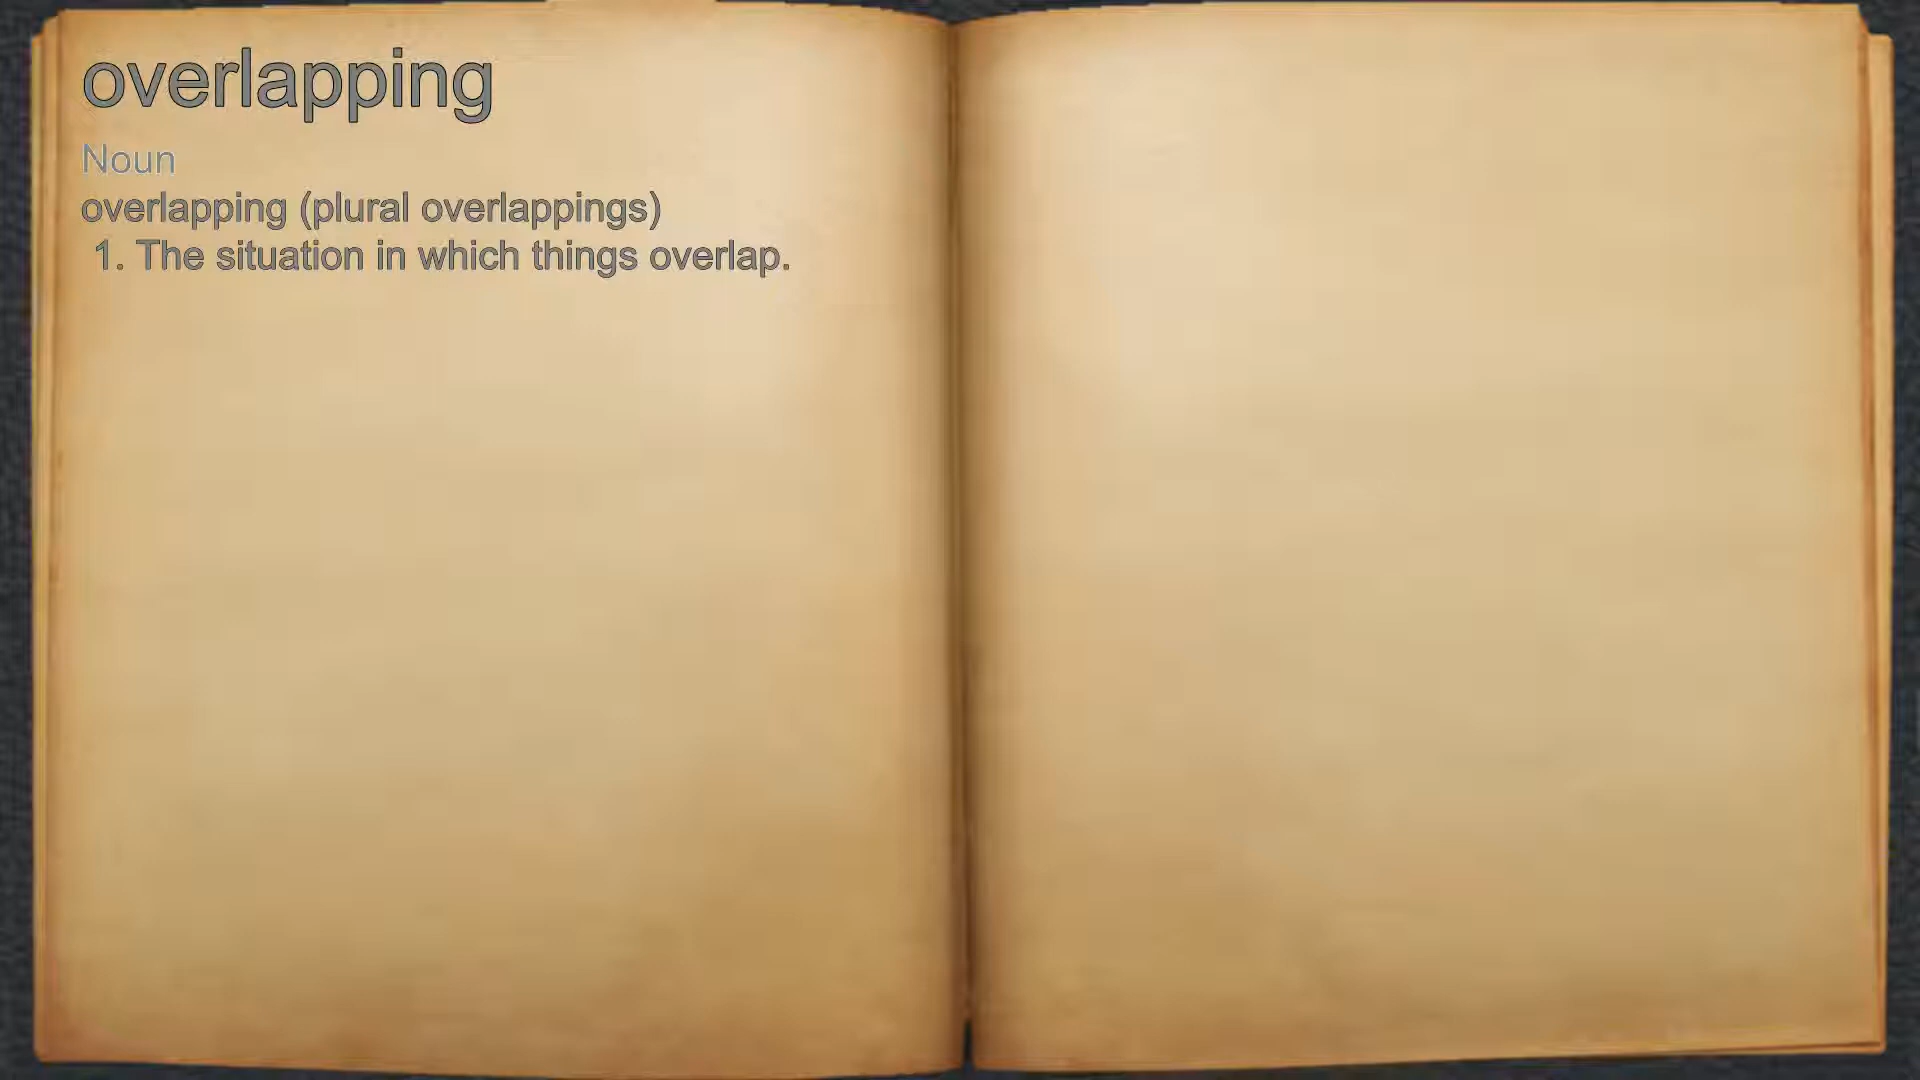 overlapping
Noun
overlapping (plural overlappings)
1. The situation in which things overlap.